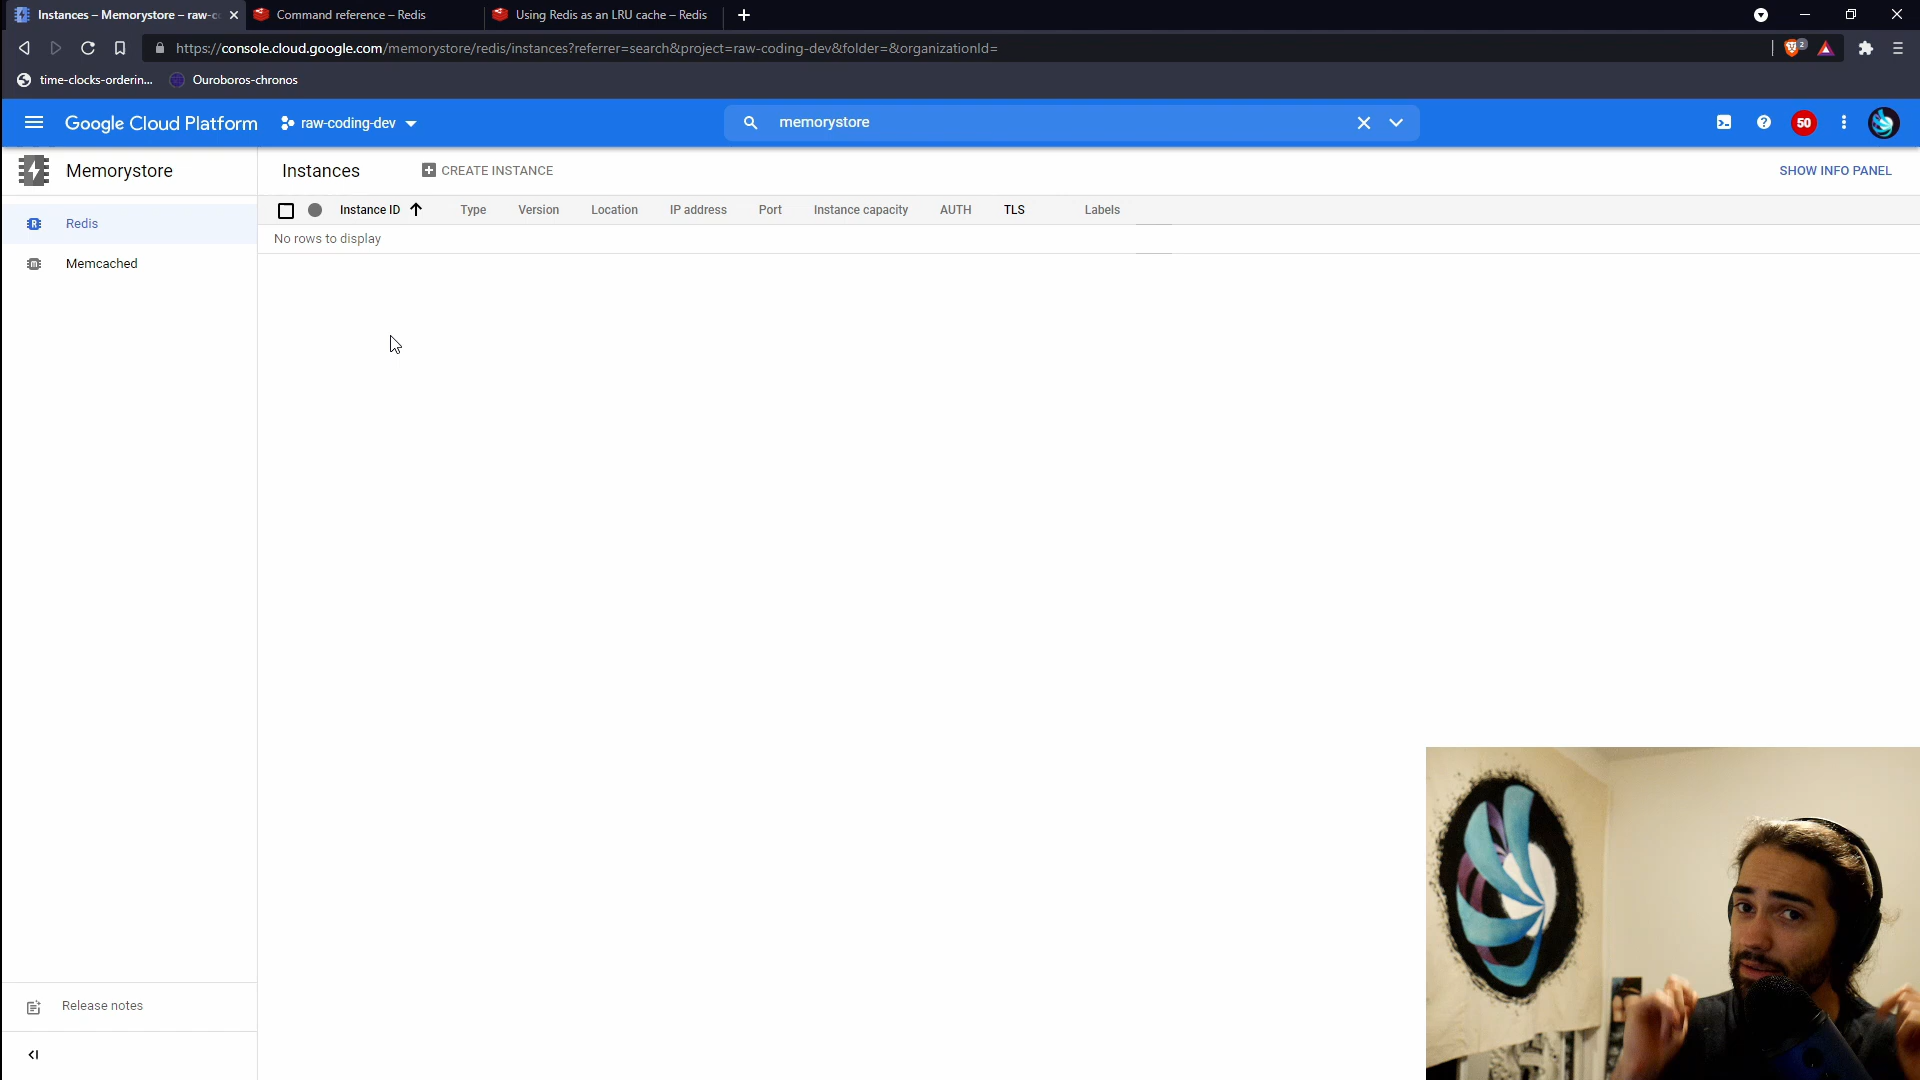 Instances – Memorystore – raw-c
Command reference – Redis
Using Redis as an LRU cache – Redis
https://console.cloud.google.com/memorystore/redis/instances?referrer=search&project=raw-coding-dev&folder=&organizationId=
2
time-clocks-orderin...
Ouroboros-chronos
Google Cloud Platform
raw-coding-dev
memorystore
50
Memorystore
Instances
CREATE INSTANCE
SHOW INFO PANEL
Redis
Memcached
Instance ID Type Version Location IP address Port Instance capacity AUTH TLS Labels
No rows to display
Release notes